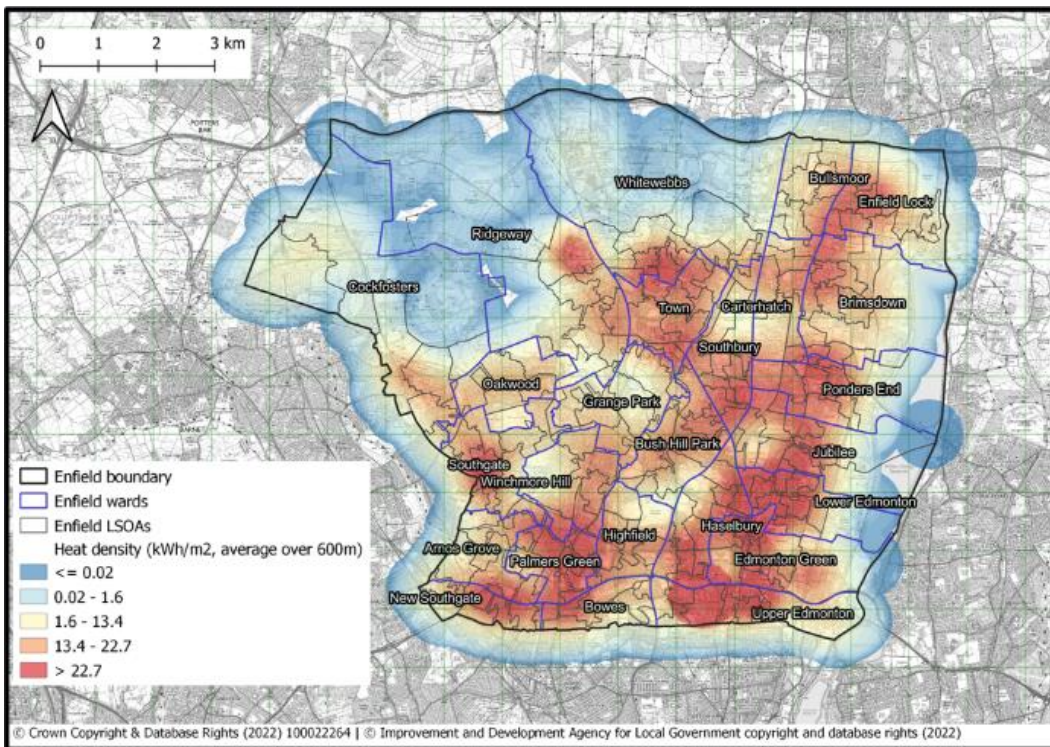 0 1 2 3 km
POTTERS
BAR
Bullsmoor
Whitewebbs
Enfield Lock
Ridgeway
Cockfosters
Town
Carterhatch
Brimsdown
Southbury
Oakwood
Ponders End
Grange Park
Bush Hill Park
Jubilee
Southgate
Winchmore Hill
Lower Edmonton
Haselbury
Highfield
Arnos Grove
Palmers Green
Edmonton Green
New Southgate
Bowes
Upper Edmonton
Enfield boundary
Enfield wards
Enfield LSOAs
Heat density (kWh/m2, average over 600m)
<= 0.02
0.02 - 1.6
1.6 - 13.4
13.4 - 22.7
> 22.7
© Crown Copyright & Database Rights (2022) 100022264 | © Improvement and Development Agency for Local Government copyright and database rights (2022)